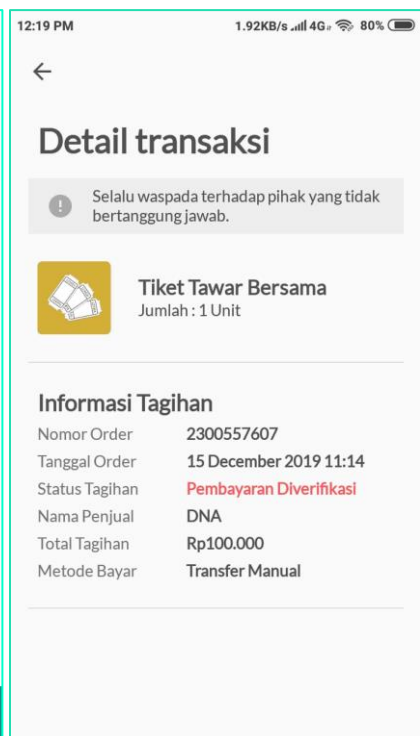 12:19 PM 1.92KB/s 4G 80%
Detail transaksi
Selalu waspada terhadap pihak yang tidak
bertanggung jawab.
Tiket Tawar Bersama
Jumlah : 1 Unit
Informasi Tagihan
Nomor Order 2300557607
Tanggal Order 15 December 2019 11:14
Status Tagihan Pembayaran Diverifikasi
Nama Penjual DNA
Total Tagihan Rp100.000
Metode Bayar Transfer Manual